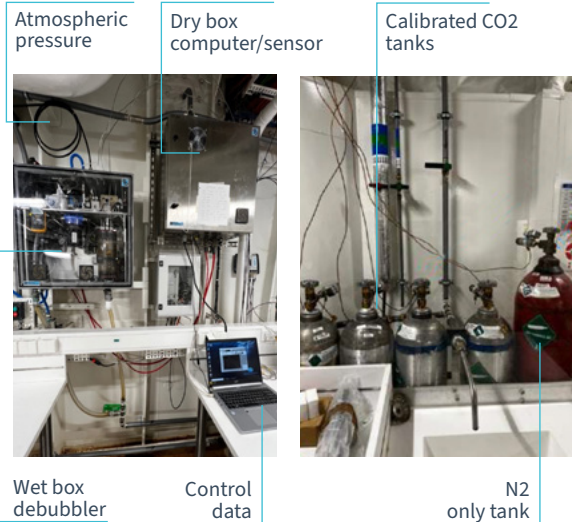 Atmospheric
pressure
Dry box
computer/sensor
Calibrated CO2
tanks
Wet box
debubbler
Control
data
N2
only tank